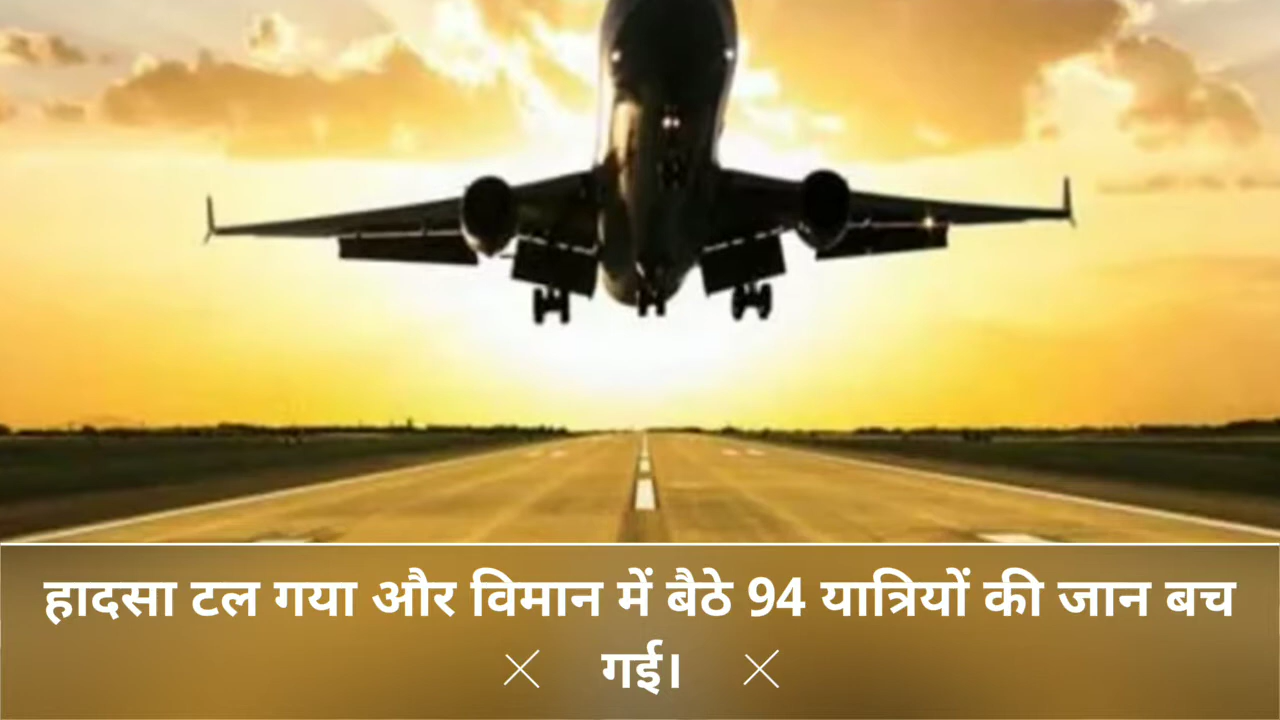 हादसा टल गया और विमान में बैठे 94 यात्रियों की जान बच
गई।